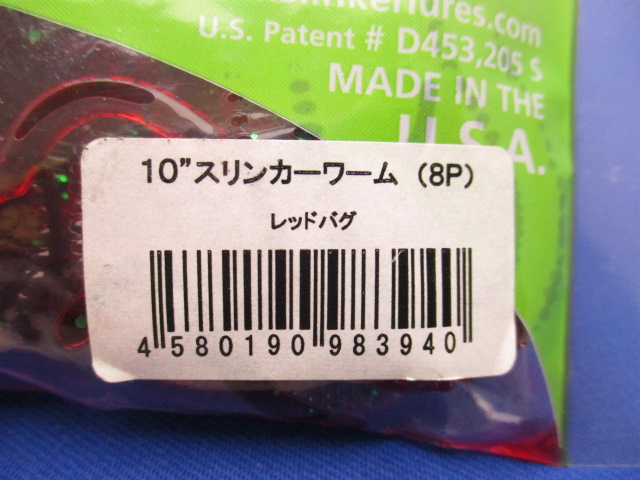 U.S. Patent # D453,205 S
MADE IN THE
U.S.A.
10”スリンカーワーム (8P)
レッドバグ
4 580190 983940